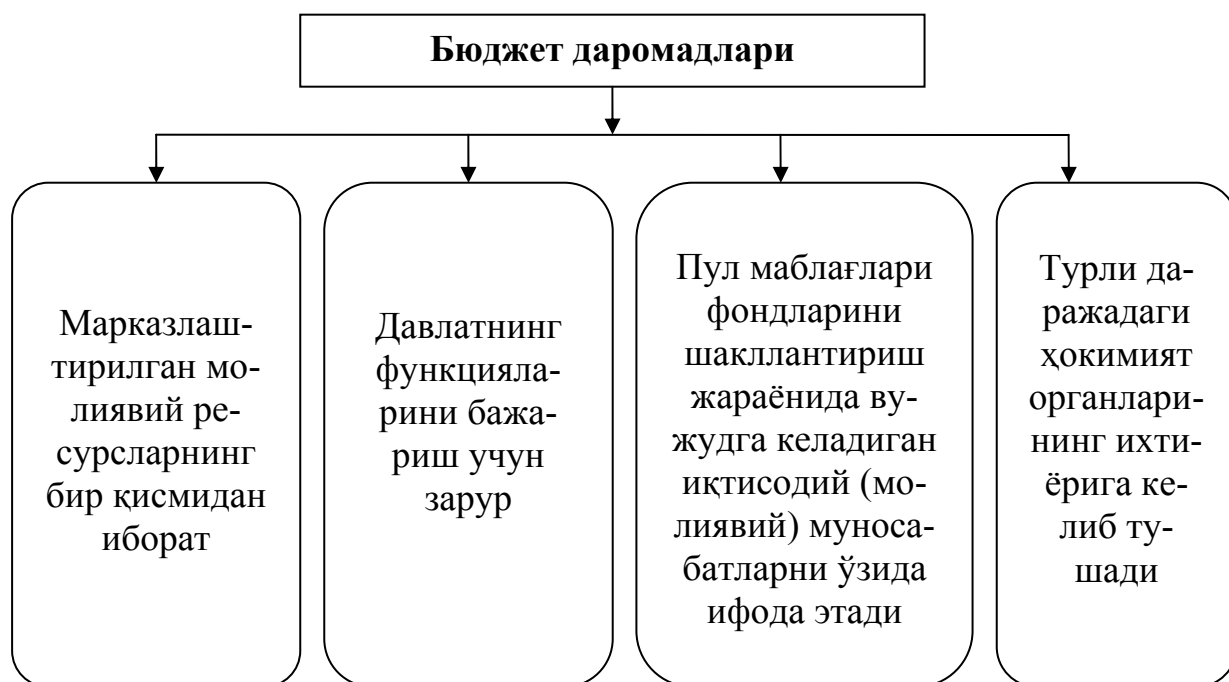 Бюджет даромадлари
Марказлаш-
тирилган мо-
лиявий ре-
сурсларнинг
бир қисмидан
иборат
Давлатнинг
функцияла-
рини бажа-
риш учун
зарур
Пул маблағлари
фондларини
шакллантириш
жараёнида ву-
жудга келадиган
иқтисодий (мо-
лиявий) муноса-
батларни ўзида
ифода этади
Турли да-
ражадаги
ҳокимият
органлари-
нинг ихти-
ёрига ке-
либ ту-
шади